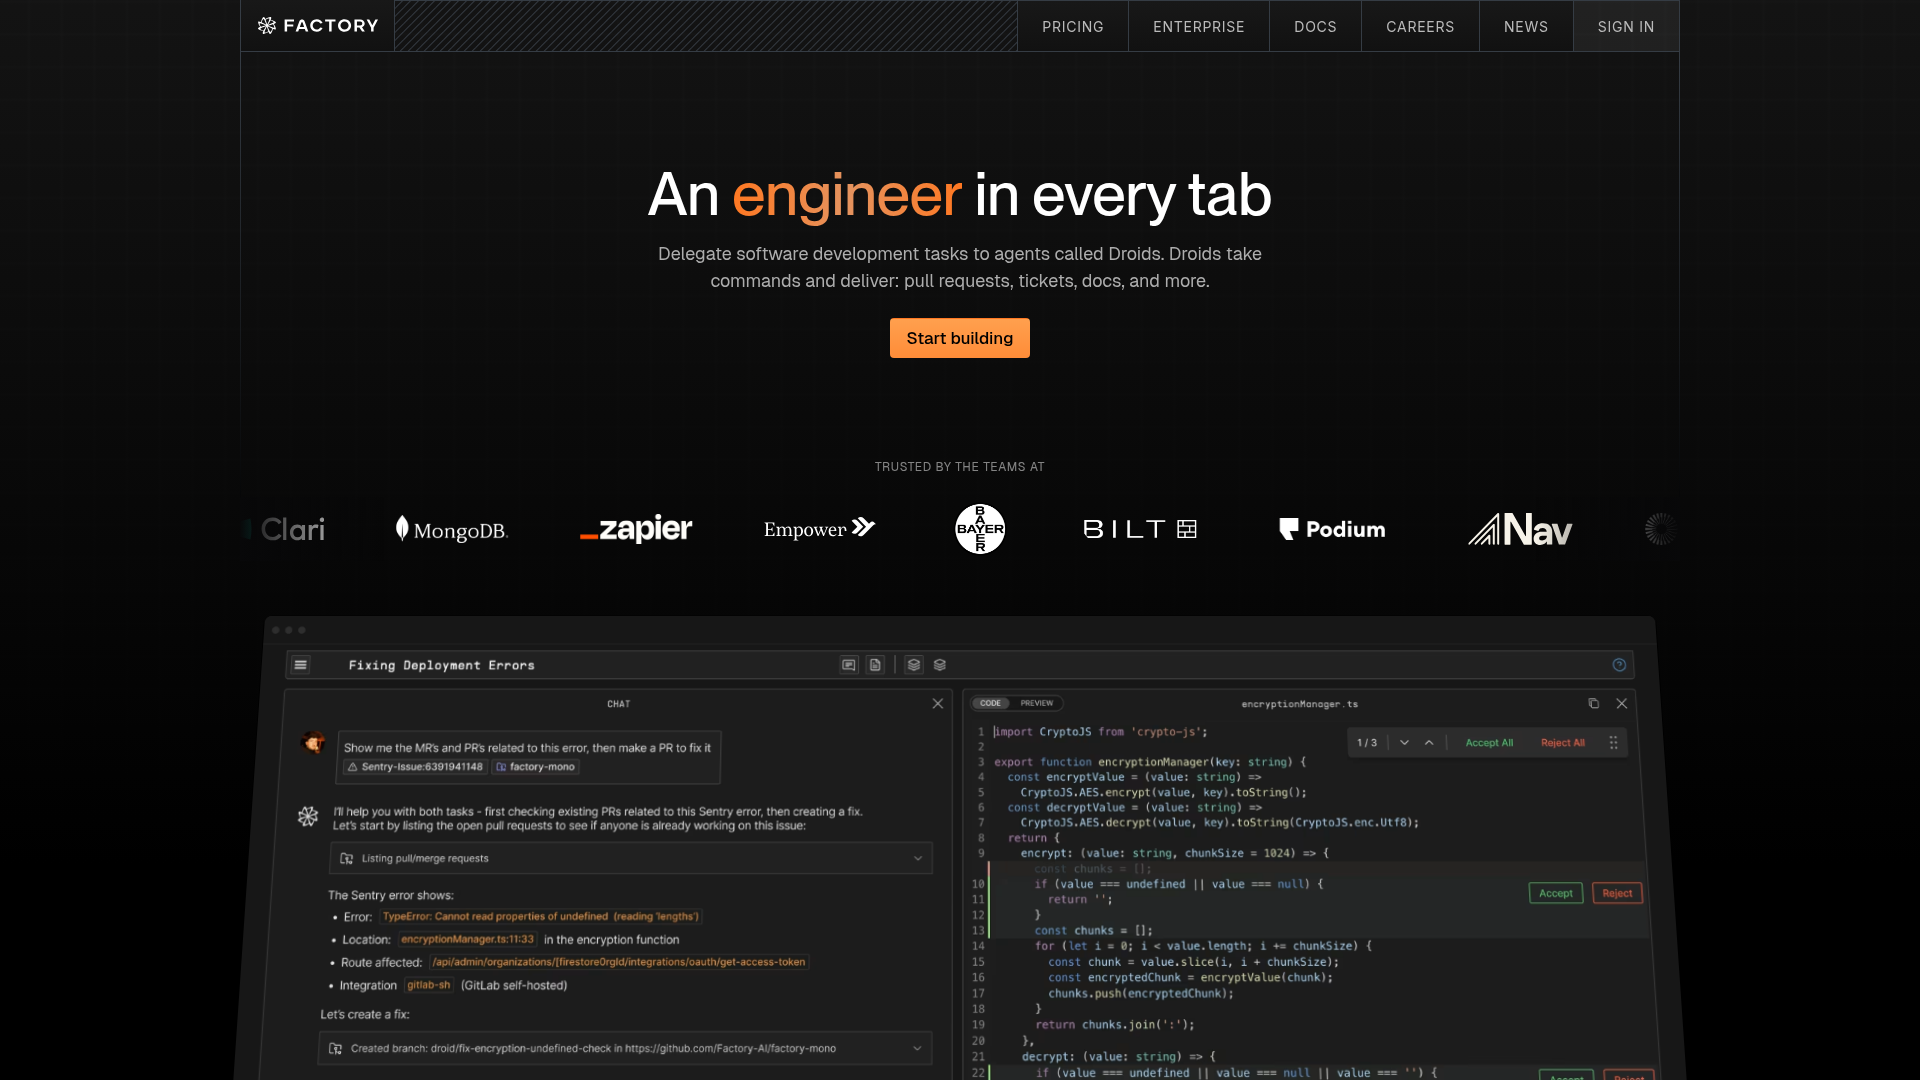 FACTORY
PRICING
ENTERPRISE
DOCS
CAREERS
NEWS
SIGN IN
An engineer in every tab
Delegate software development tasks to agents called Droids. Droids take
commands and deliver: pull requests, tickets, docs, and more.
Start building
TRUSTED BY THE TEAMS AT
Clari
MongoDB.
zapier
Empower
BAYER
BAYER
BILT
Podium
Nav
Fixing Deployment Errors
CHAT
Show me the MR's and PR's related to this error, then make a PR to fix it
Sentry-Issue:6391941148
factory-mono
I'll help you with both tasks - first checking existing PRs related to this Sentry error, then creating a fix.
Let's start by listing the open pull requests to see if anyone is already working on this issue:
Listing pull/merge requests
The Sentry error shows:
• Error: TypeError: Cannot read properties of undefined (reading 'lengths')
• Location: encryptionManager.ts:11:33 in the encryption function
• Route affected: /api/admin/organizations/[firestore0rgId/integrations/oauth/get-access-token
• Integration gitlab-sh (GitLab self-hosted)
Let's create a fix:
Created branch: droid/fix-encryption-undefined-check in https://github.com/Factory-AI/factory-mono
CODE
PREVIEW
encryptionManager.ts
1 / 3
Accept All
Reject All
1 import CryptoJS from 'crypto-js';
2
3 export function encryptionManager(key: string) {
4 const encryptValue = (value: string) =>
5 CryptoJS.AES.encrypt(value, key).toString();
6 const decryptValue = (value: string) =>
7 CryptoJS.AES.decrypt(value, key).toString(CryptoJS.enc.Utf8);
8 return {
9 encrypt: (value: string, chunkSize = 1024) => {
const chunks = [];
10 if (value === undefined || value === null) {
Accept
Reject
11 return '';
12 }
13 const chunks = [];
14 for (let i = 0; i < value.length; i += chunkSize) {
15 const chunk = value.slice(i, i + chunkSize);
16 const encryptedChunk = encryptValue(chunk);
17 chunks.push(encryptedChunk);
18 }
19 return chunks.join(':');
20 },
21 decrypt: (value: string) => {
22 if (value === undefined || value === null || value === '') {
Accept
Reject